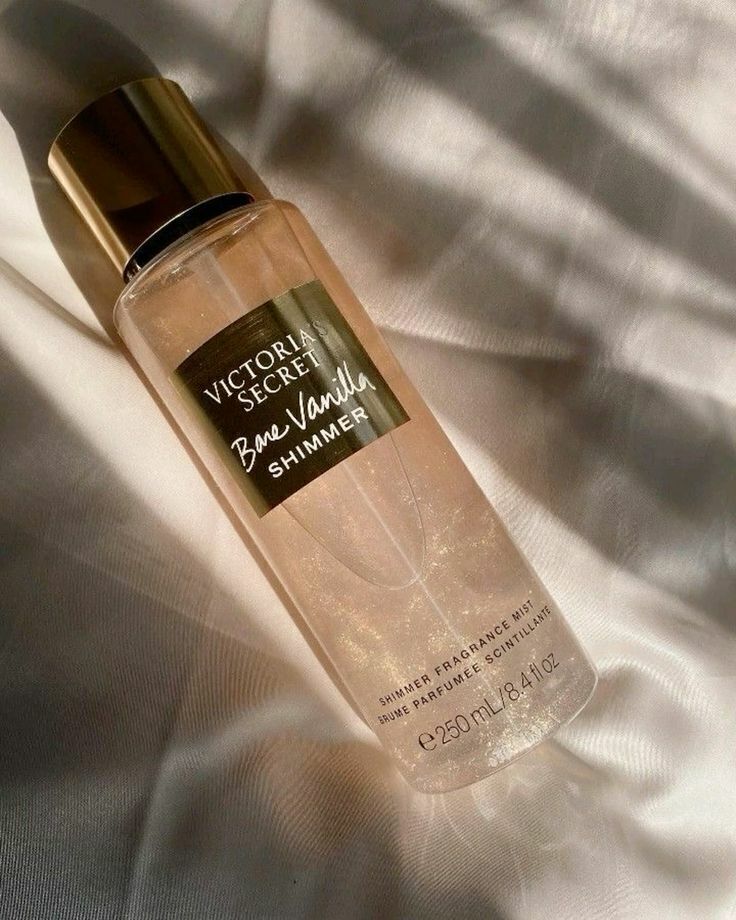 VICTORIA'S
SECRET
Bare Vanilla
SHIMMER
SHIMMER FRAGRANCE MIST
BRUME PARFUMÉE SCINTILLANTE
℮250 mL/8.4 fl oz